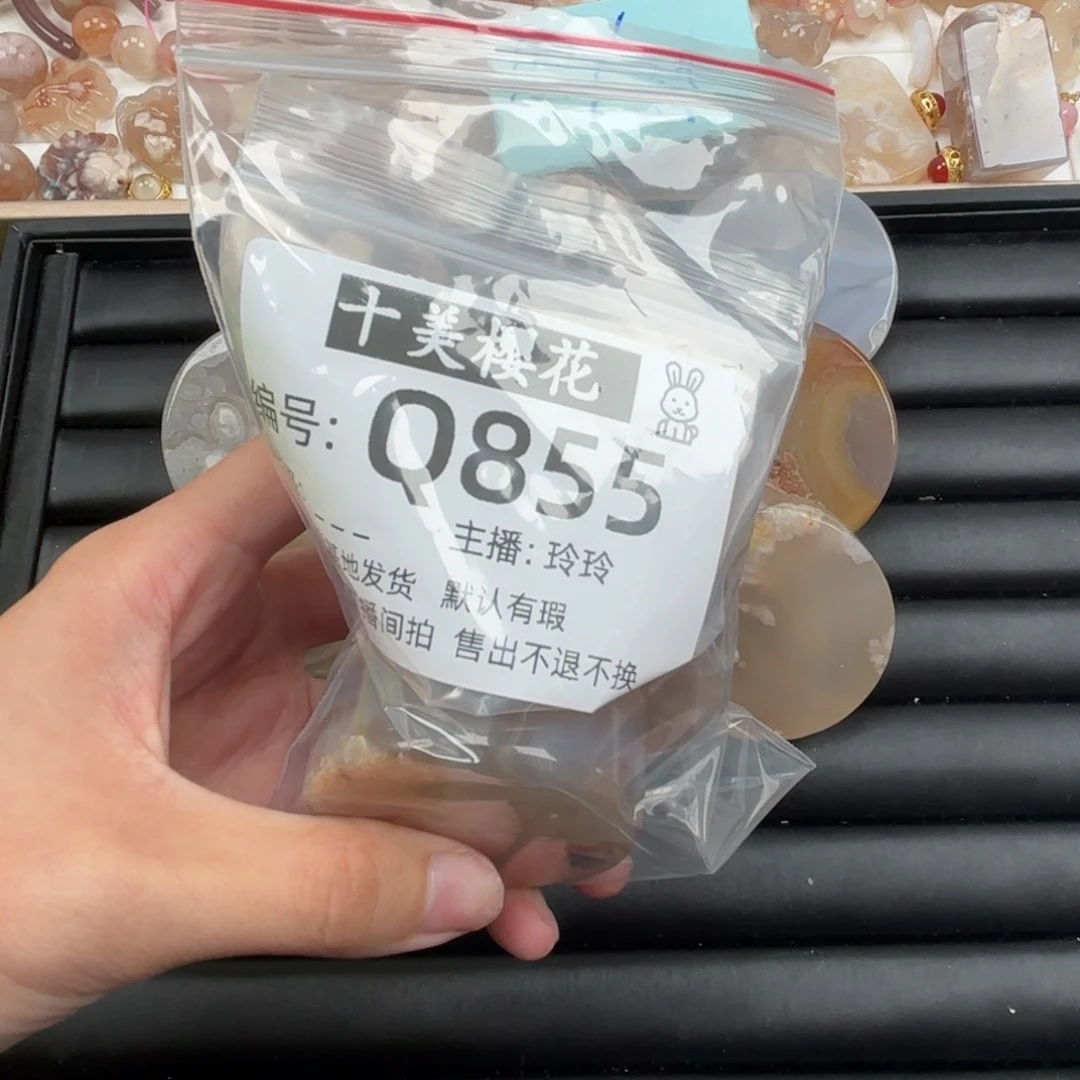 十美樱花
编号: Q855
主播: 玲玲
地发货 默认有瑕
播间拍 售出不退不换